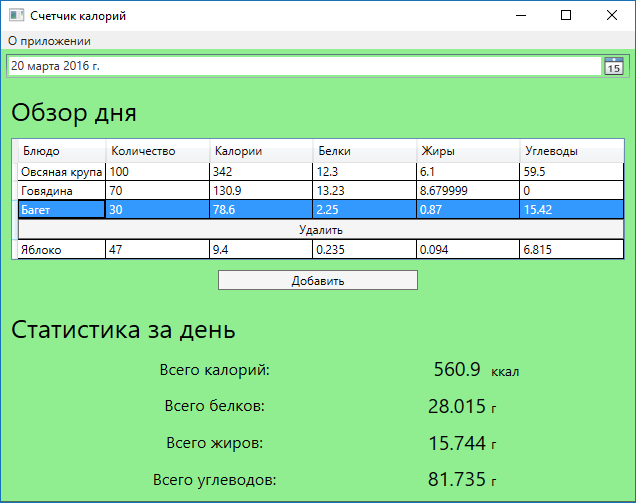 Счетчик калорий
О приложении
20 марта 2016 г.
15
Обзор дня
Блюдо Количество Калории Белки Жиры Углеводы
Овсяная крупа 100 342 12.3 6.1 59.5
Говядина 70 130.9 13.23 8.679999 0
Багет 30 78.6 2.25 0.87 15.42
Удалить
Яблоко 47 9.4 0.235 0.094 6.815
Добавить
Статистика за день
Всего калорий: 560.9 ккал
Всего белков: 28.015 г
Всего жиров: 15.744 г
Всего углеводов: 81.735 г